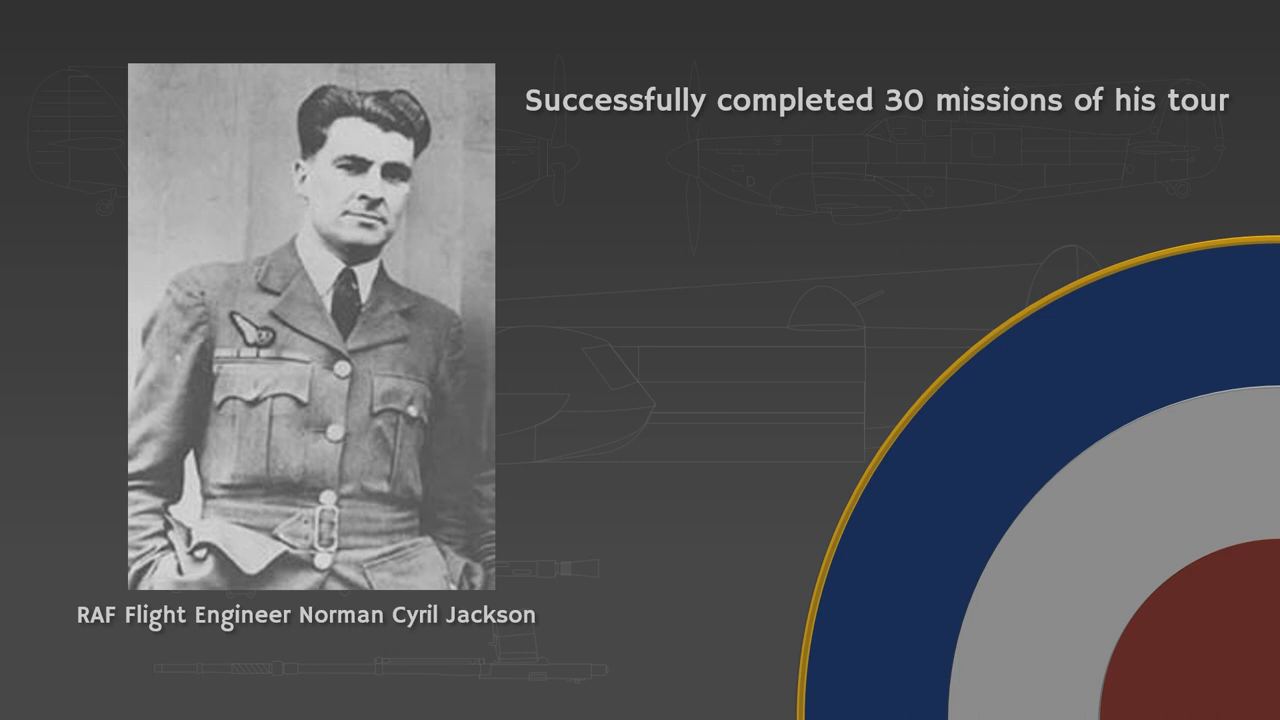 Successfully completed 30 missions of his tour
RAF Flight Engineer Norman Cyril Jackson